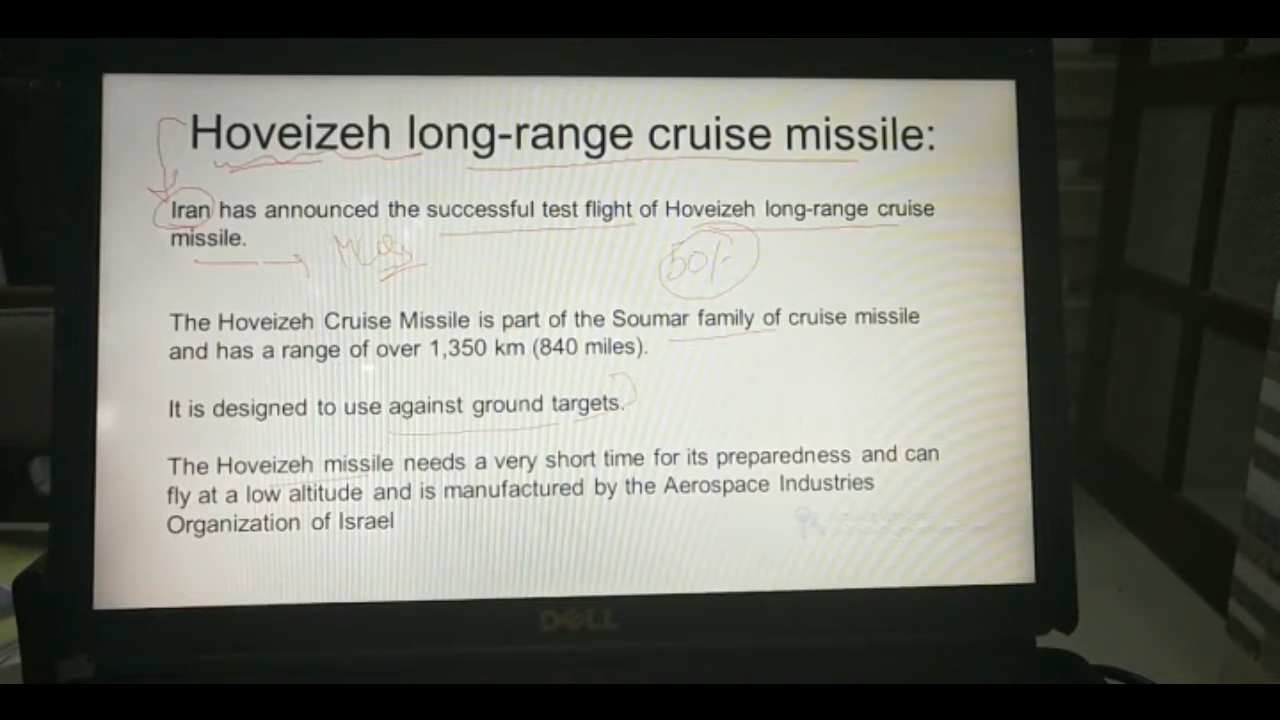 Hoveizeh long-range cruise missile:
Iran has announced the successful test flight of Hoveizeh long-range cruise
missile.
MCQs
50%
The Hoveizeh Cruise Missile is part of the Soumar family of cruise missile
and has a range of over 1,350 km (840 miles).
It is designed to use against ground targets.
The Hoveizeh missile needs a very short time for its preparedness and can
fly at a low altitude and is manufactured by the Aerospace Industries
Organization of Israel
DELL